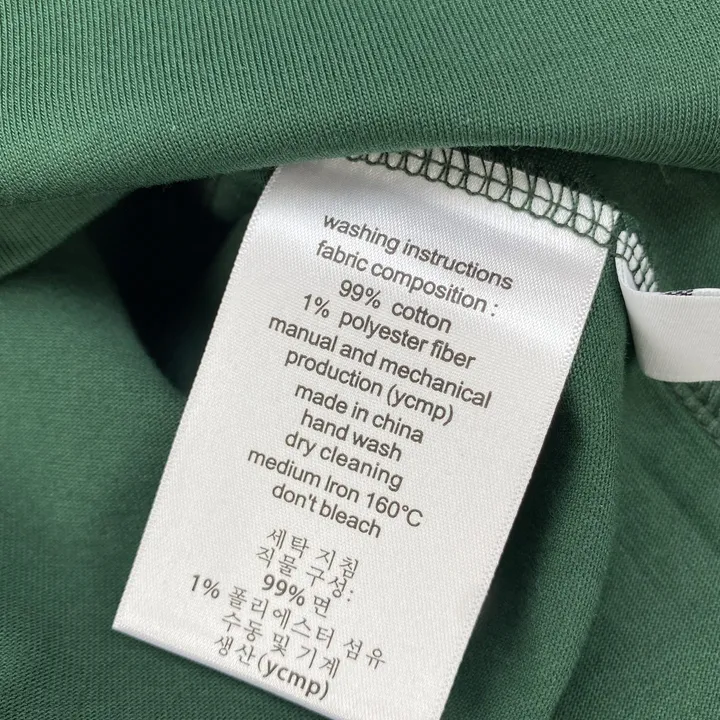 washing instructions
fabric composition :
99% cotton
1% polyester fiber
manual and mechanical
production (ycmp)
made in china
hand wash
dry cleaning
medium Iron 160°C
don't bleach
세탁 지침
직물 구성:
99% 면
1% 폴리에스터 섬유
수동 및 기계
생산(ycmp)